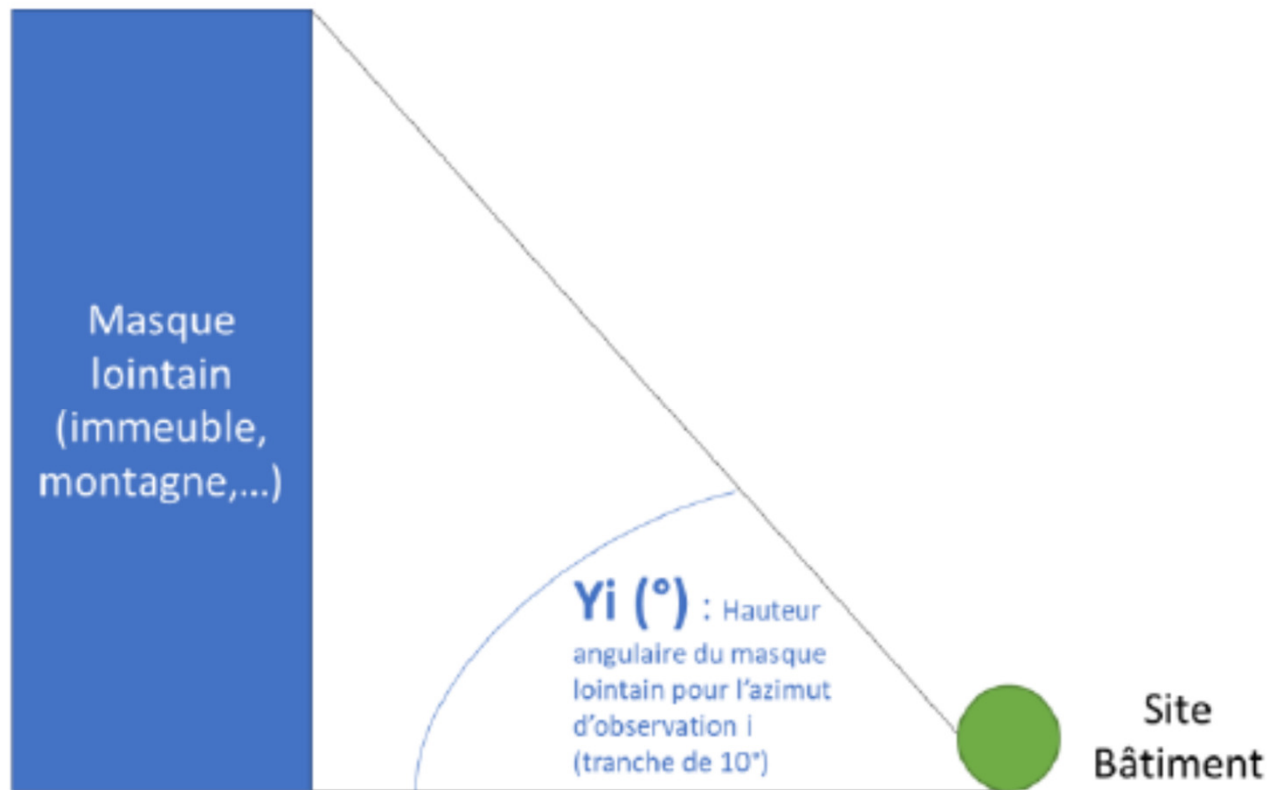 Masque
lointain
(immeuble,
montagne,...)
Yi (°) : Hauteur
angulaire du masque
lointain pour l'azimut
d'observation i
(tranche de 10°)
Site
Bâtiment